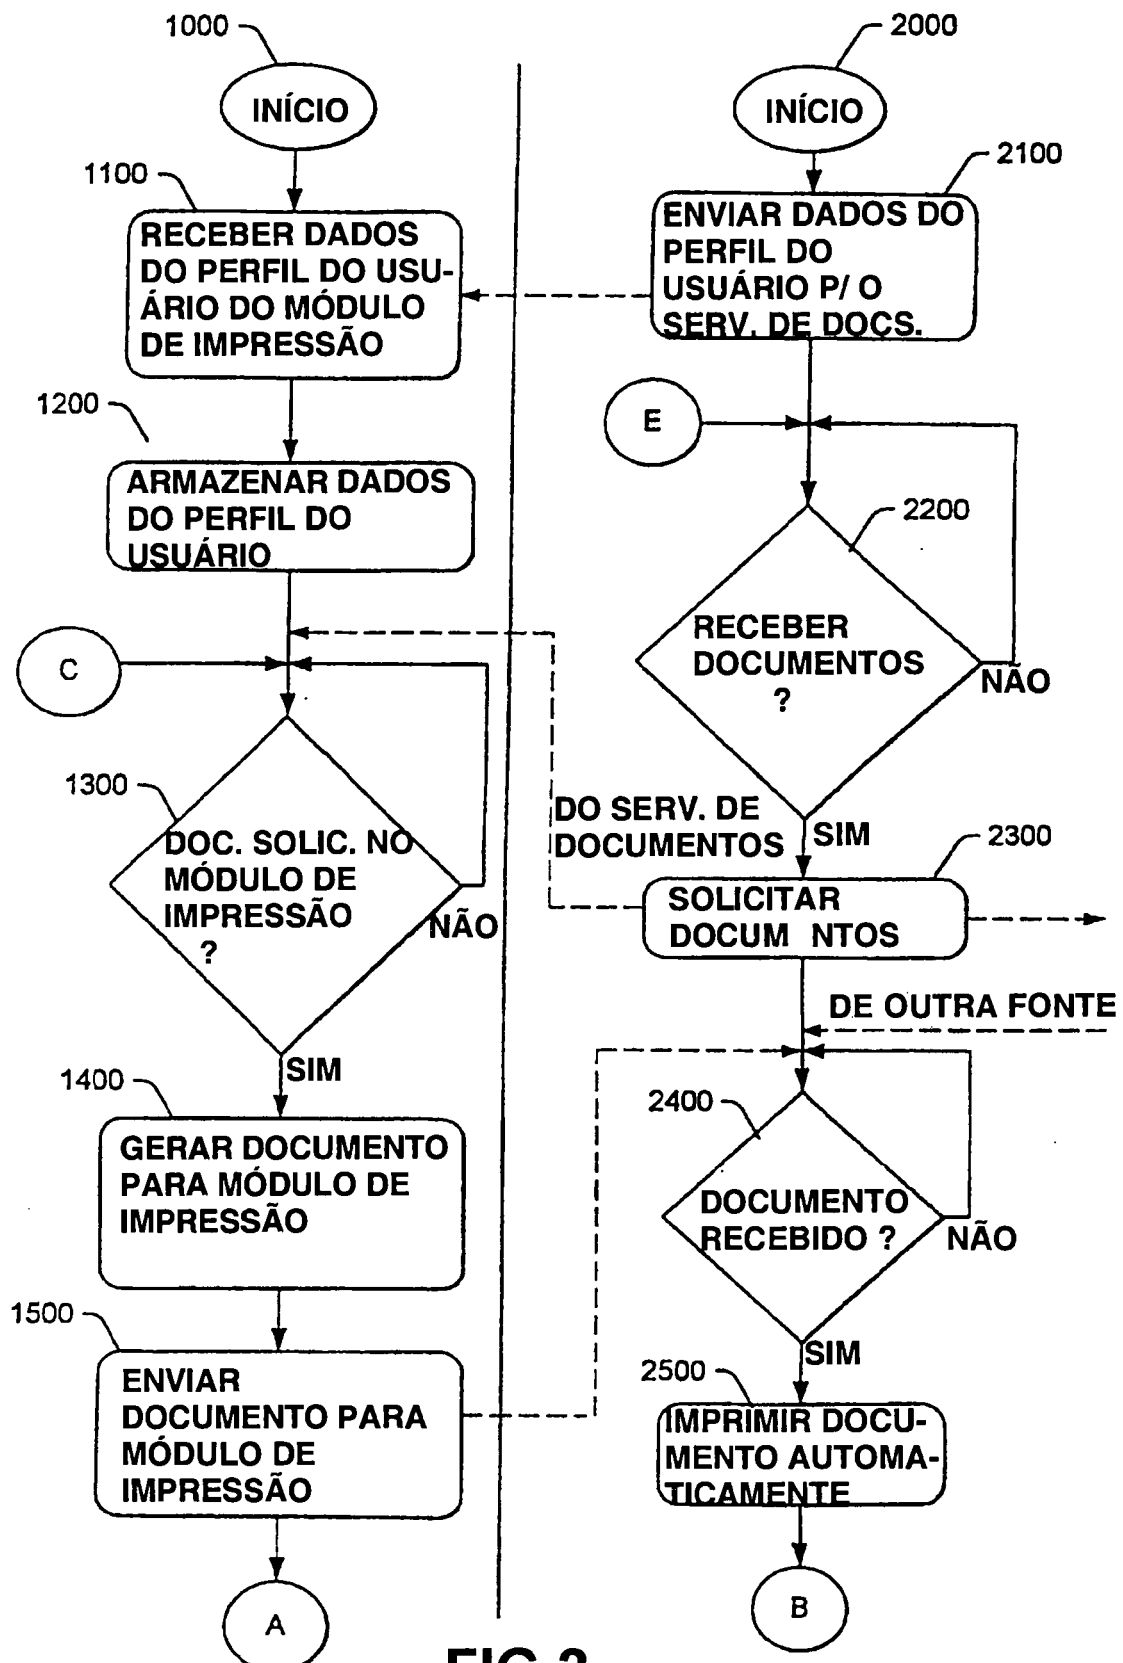 1000
INÍCIO
1100
RECEBER DADOS
DO PERFIL DO USU-
ÁRIO DO MÓDULO
DE IMPRESSÃO
1200
ARMAZENAR DADOS
DO PERFIL DO
USUÁRIO
C
1300
DOC. SOLIC. NO
MÓDULO DE
IMPRESSÃO
?
NÃO
SIM
1400
GERAR DOCUMENTO
PARA MÓDULO DE
IMPRESSÃO
1500
ENVIAR
DOCUMENTO PARA
MÓDULO DE
IMPRESSÃO
A
2000
INÍCIO
2100
ENVIAR DADOS DO
PERFIL DO
USUÁRIO P/ O
SERV. DE DOCS.
E
2200
RECEBER
DOCUMENTOS
?
NÃO
DO SERV. DE
DOCUMENTOS
SIM
2300
SOLICITAR
DOCUM NTOS
DE OUTRA FONTE
2400
DOCUMENTO
RECEBIDO ?
NÃO
SIM
2500
IMPRIMIR DOCU-
MENTO AUTOMA-
TICAMENTE
B